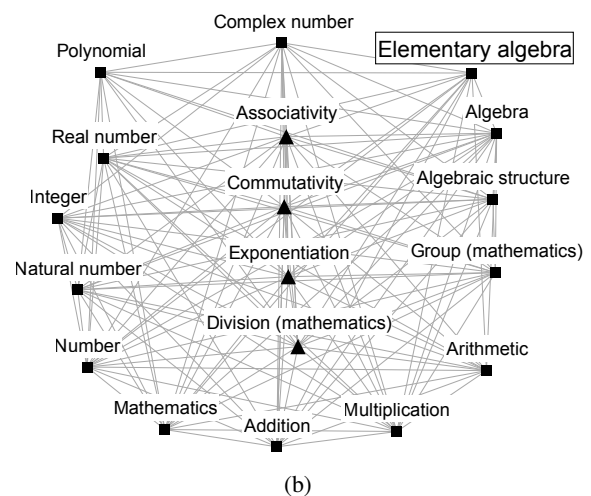 Complex number
Polynomial
Elementary algebra
Associativity
Algebra
Real number
Commutativity
Algebraic structure
Integer
Exponentiation
Group (mathematics)
Natural number
Division (mathematics)
Number
Arithmetic
Mathematics
Multiplication
Addition
(b)